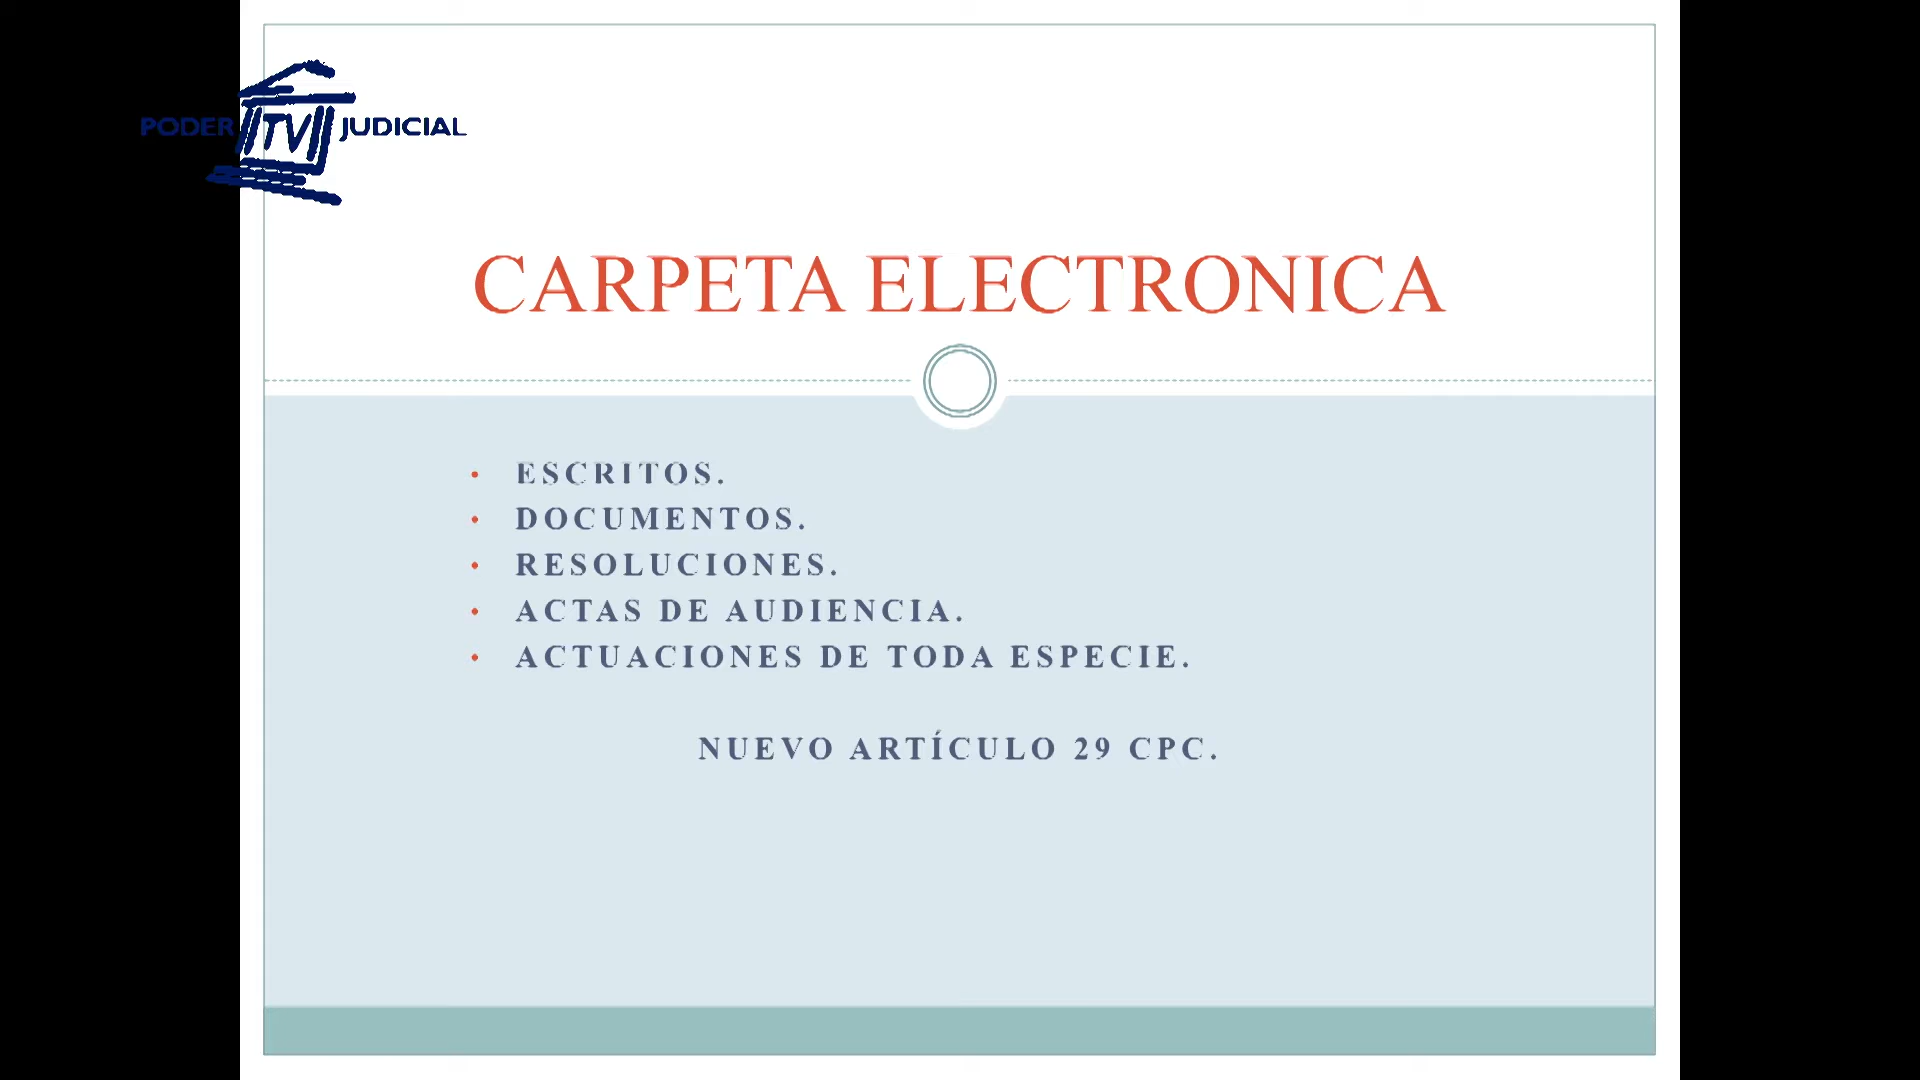 PODER TV JUDICIAL
CARPETA ELECTRONICA
• ESCRITOS.
• DOCUMENTOS.
• RESOLUCIONES.
• ACTAS DE AUDIENCIA.
• ACTUACIONES DE TODA ESPECIE.
NUEVO ARTÍCULO 29 CPC.